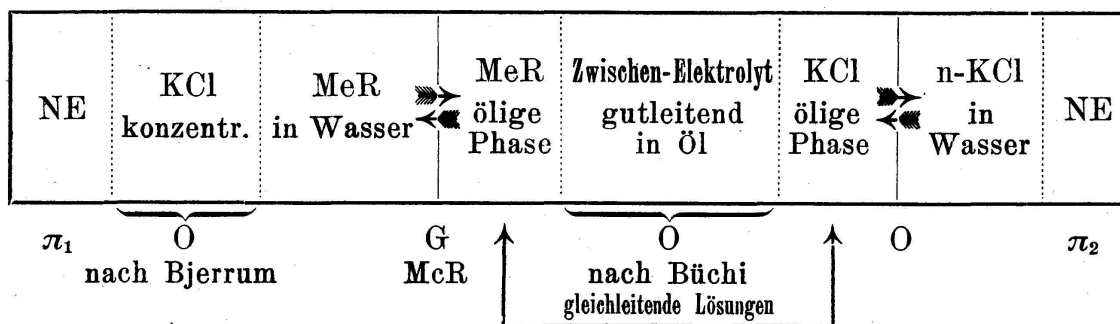 NE
KCl
konzentr.
MeR
in Wasser
MeR
ölige
Phase
Zwischen-Elektrolyt
gutleitend
in Öl
KCl
ölige
Phase
n-KCl
in
Wasser
NE
π₁
O
nach Bjerrum
G
McR
O
nach Büchi
gleichleitende Lösungen
O
π₂